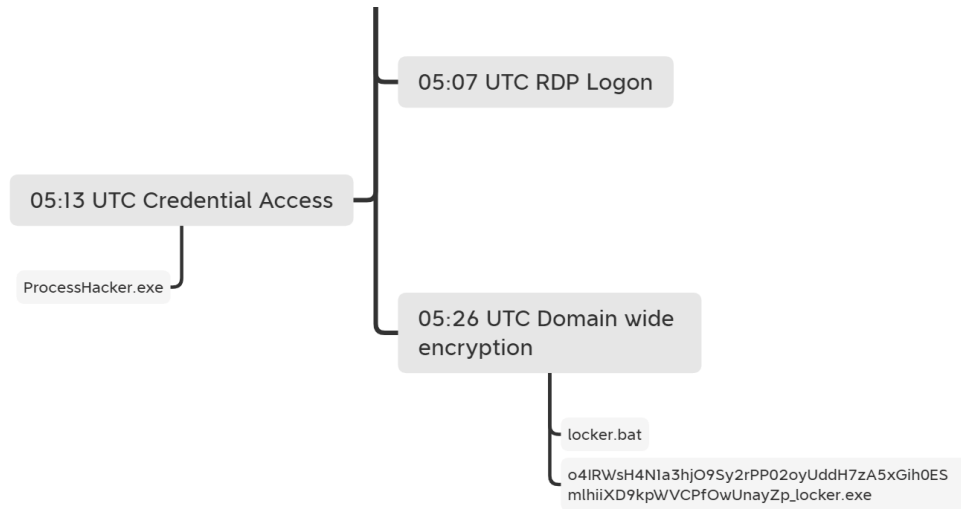 05:07 UTC RDP Logon
05:13 UTC Credential Access
ProcessHacker.exe
05:26 UTC Domain wide
encryption
locker.bat
o4IRWsH4N1a3hjO9Sy2rPP02oyUddH7zA5xGih0ES
mlhiiXD9kpWVCPfOwUnayZp_locker.exe